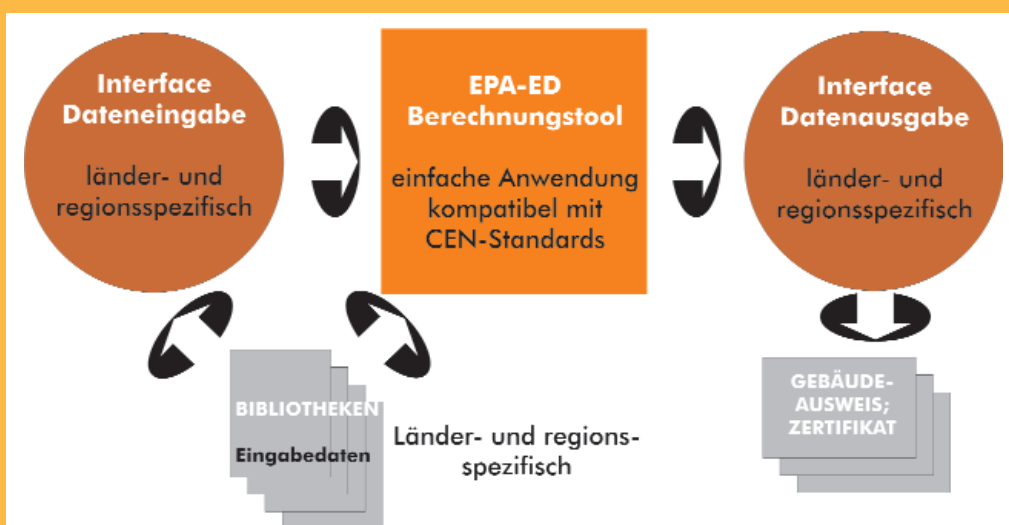 Interface
Dateneingabe
länder- und
regionsspezifisch
EPA-ED
Berechnungstool
einfache Anwendung
kompatibel mit
CEN-Standards
Interface
Datenausgabe
länder- und
regionsspezifisch
BIBLIOTHEKEN
Eingabedaten
Länder- und regions-
spezifisch
GEBÄUDE-
AUSWEIS;
ZERTIFIKAT